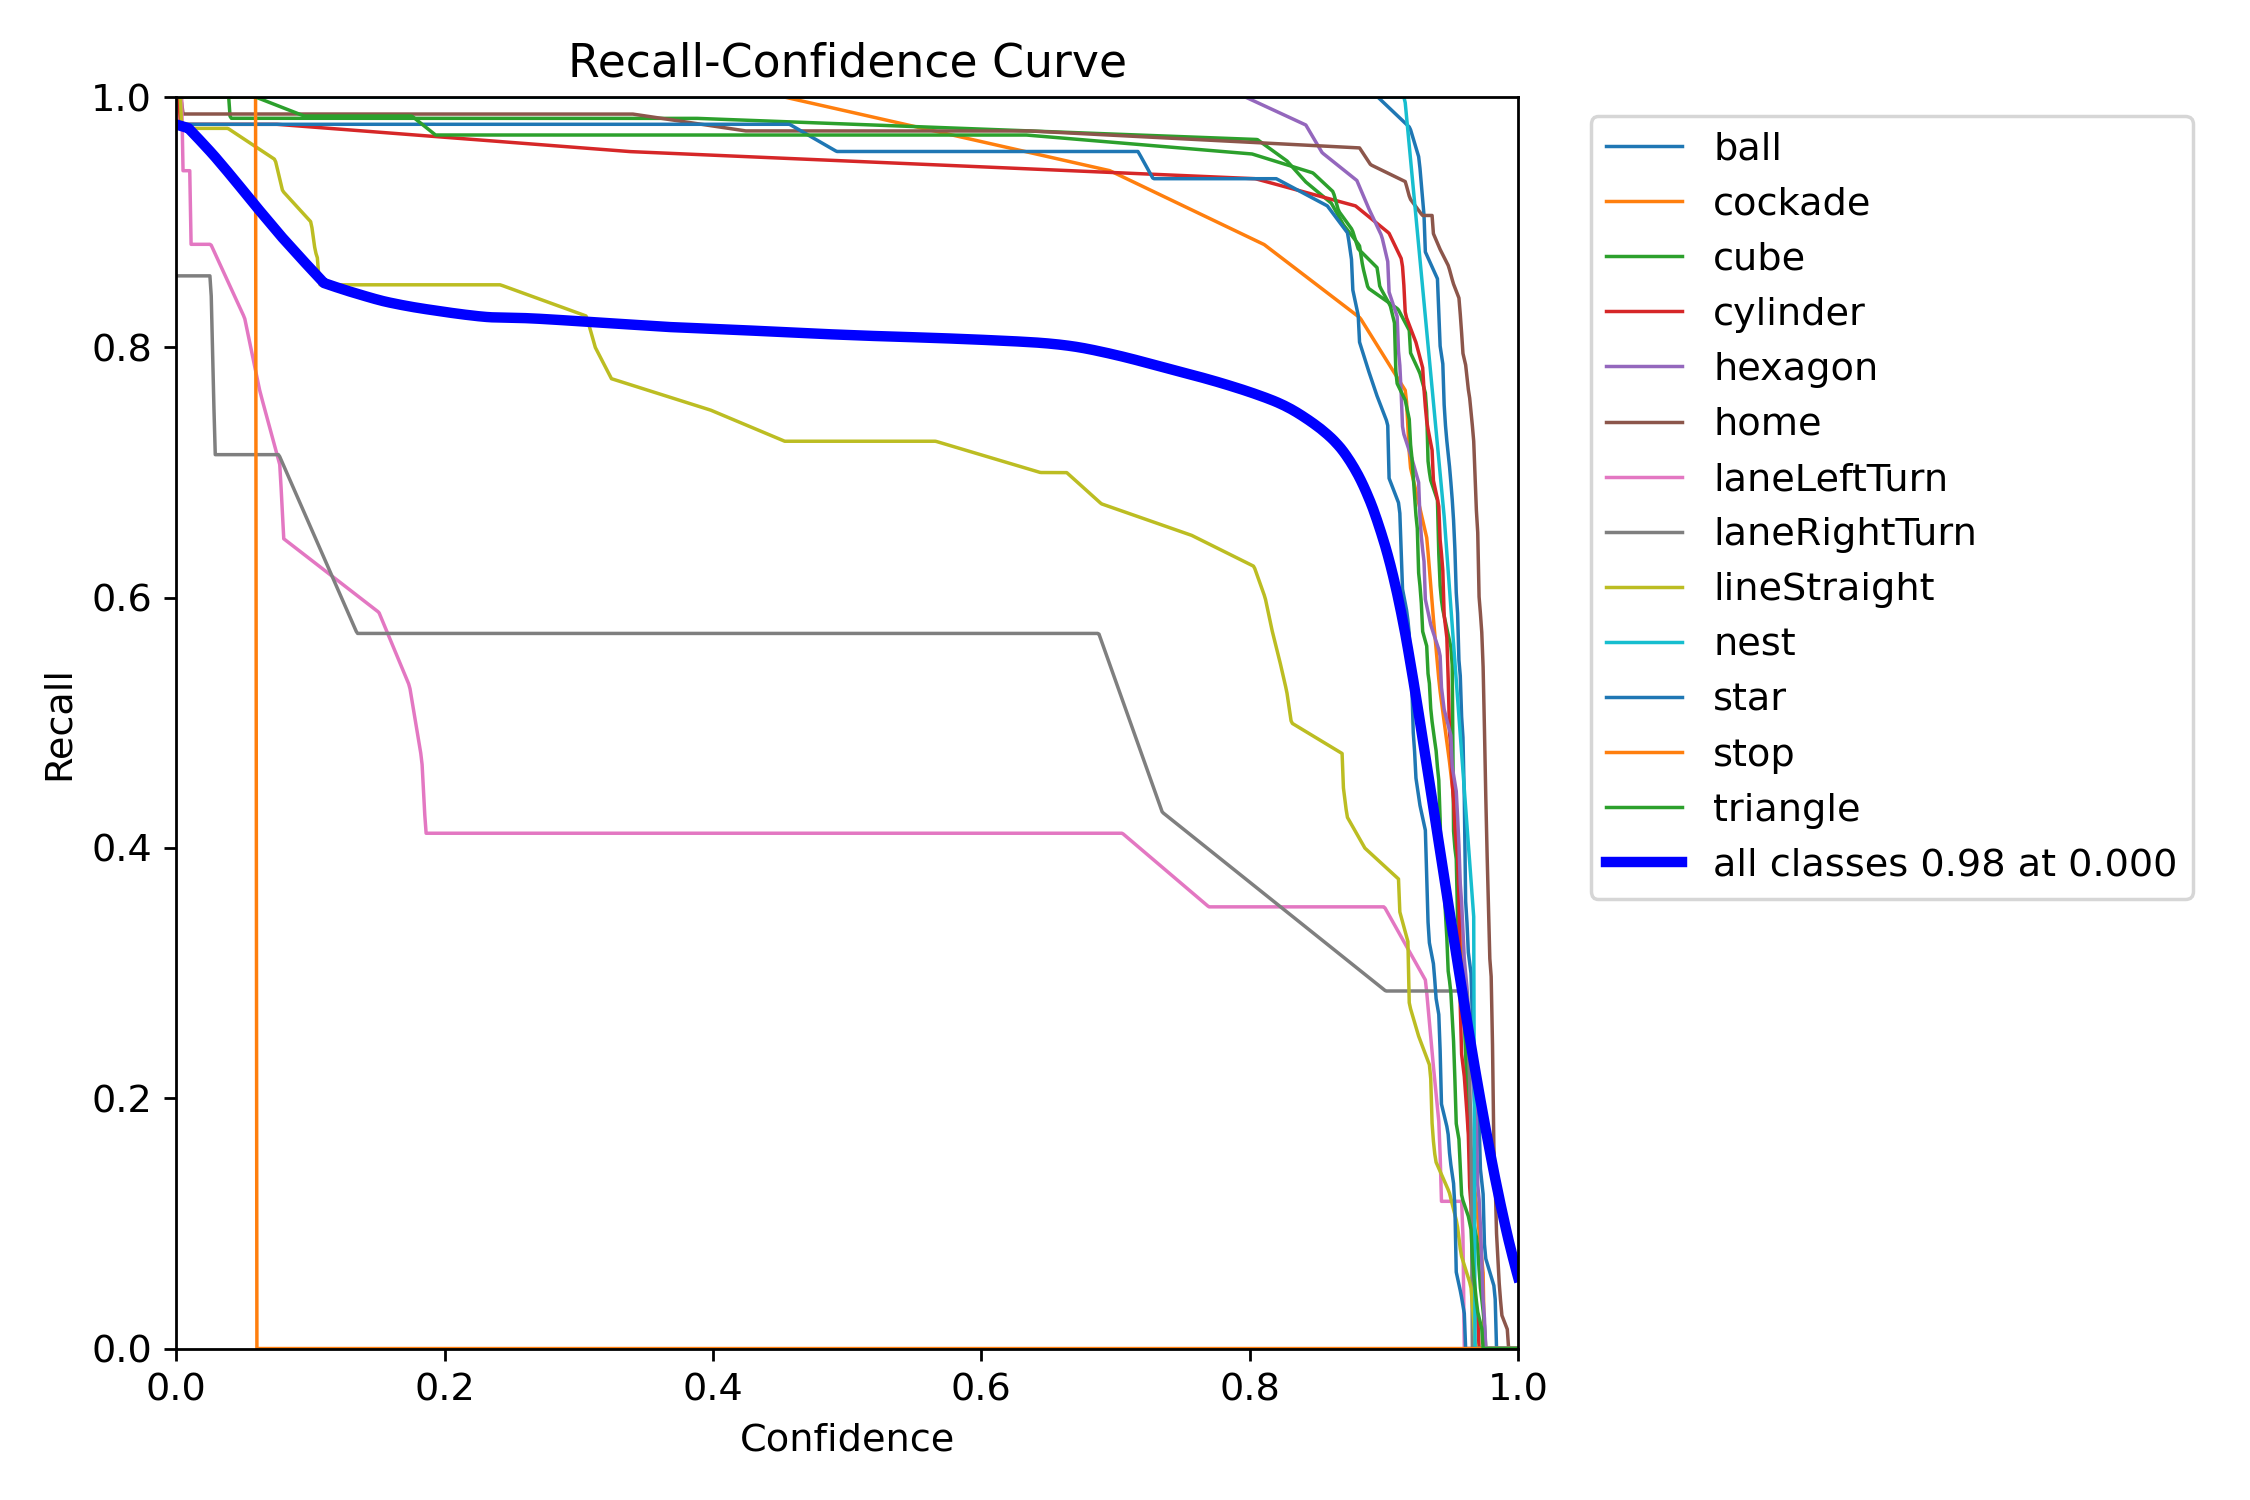 Recall-Confidence Curve
1.0
0.8
0.6
0.4
0.2
0.0
Recall
0.0 0.2 0.4 0.6 0.8 1.0
Confidence
ball
cockade
cube
cylinder
hexagon
home
laneLeftTurn
laneRightTurn
lineStraight
nest
star
stop
triangle
all classes 0.98 at 0.000